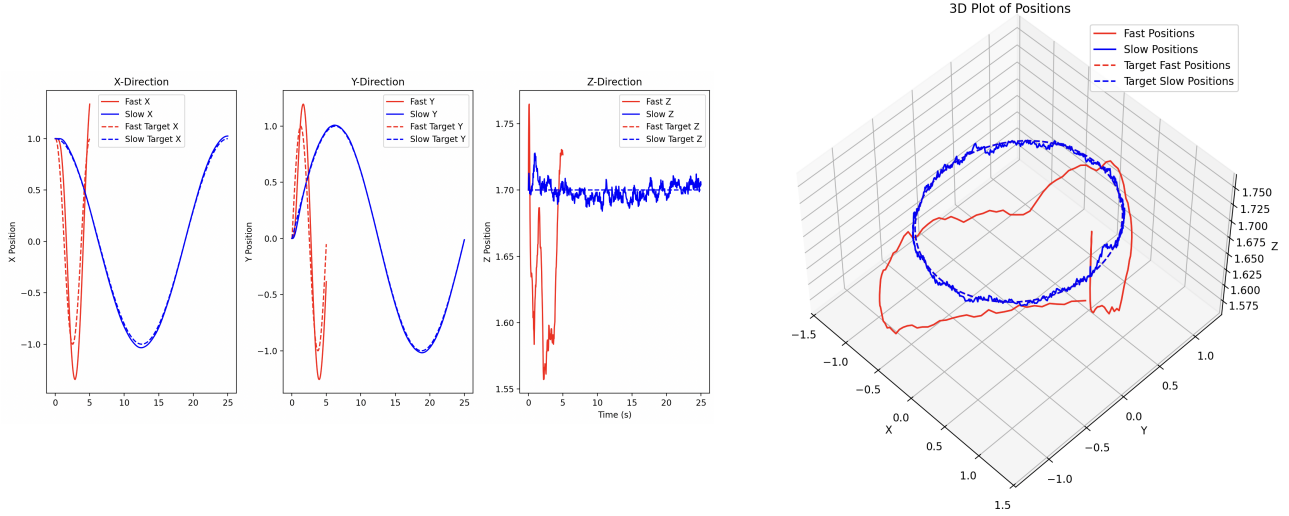 X-Direction
Fast X
Slow X
Fast Target X
Slow Target X
1.0
0.5
0.0
−0.5
−1.0
X Position
0
5
10
15
20
25
Y-Direction
Fast Y
Slow Y
Fast Target Y
Slow Target Y
1.0
0.5
0.0
−0.5
−1.0
Y Position
0
5
10
15
20
25
Z-Direction
Fast Z
Slow Z
Fast Target Z
Slow Target Z
1.75
1.70
1.65
1.60
1.55
Z Position
0
5
10
15
20
25
Time (s)
3D Plot of Positions
Fast Positions
Slow Positions
Target Fast Positions
Target Slow Positions
1.750
1.725
1.700
1.675
1.650
1.625
1.600
1.575
Z
−1.5
−1.0
−0.5
0.0
0.5
1.0
1.5
X
−1.0
−0.5
0.0
0.5
1.0
Y